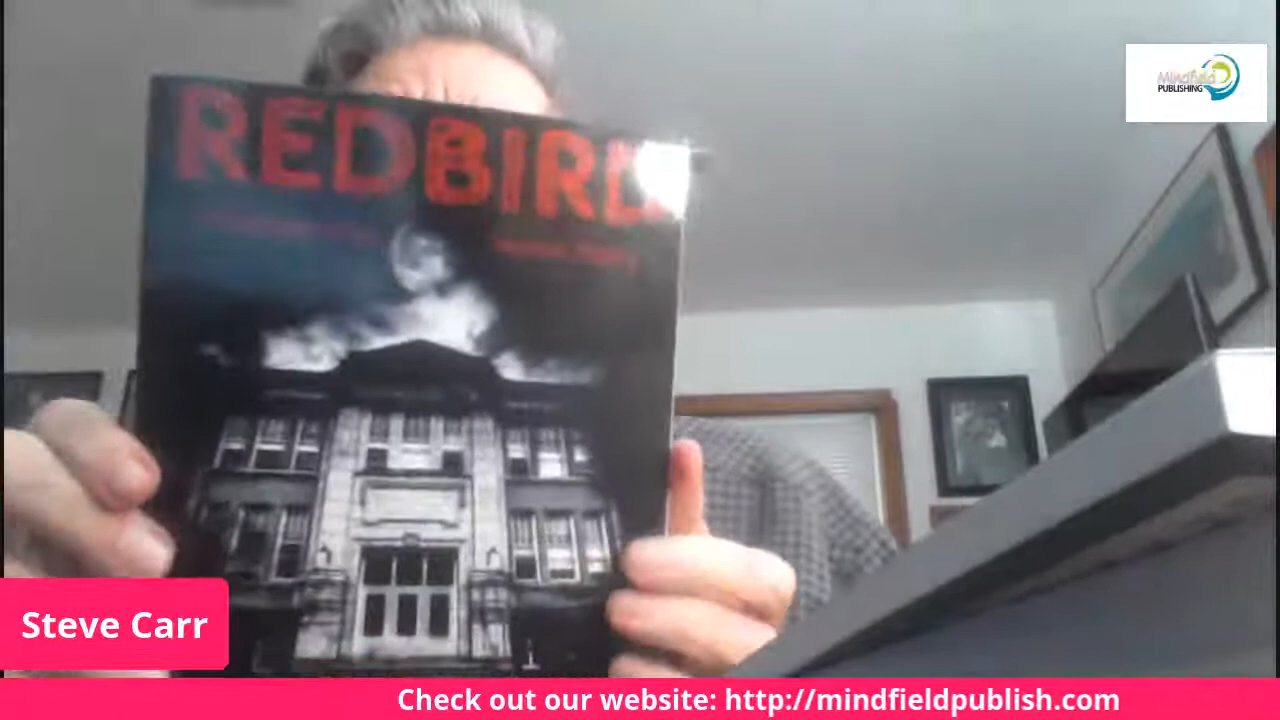 Mindfield
PUBLISHING
REDBIRD
Steve Carr
Check out our website: http://mindfieldpublish.com